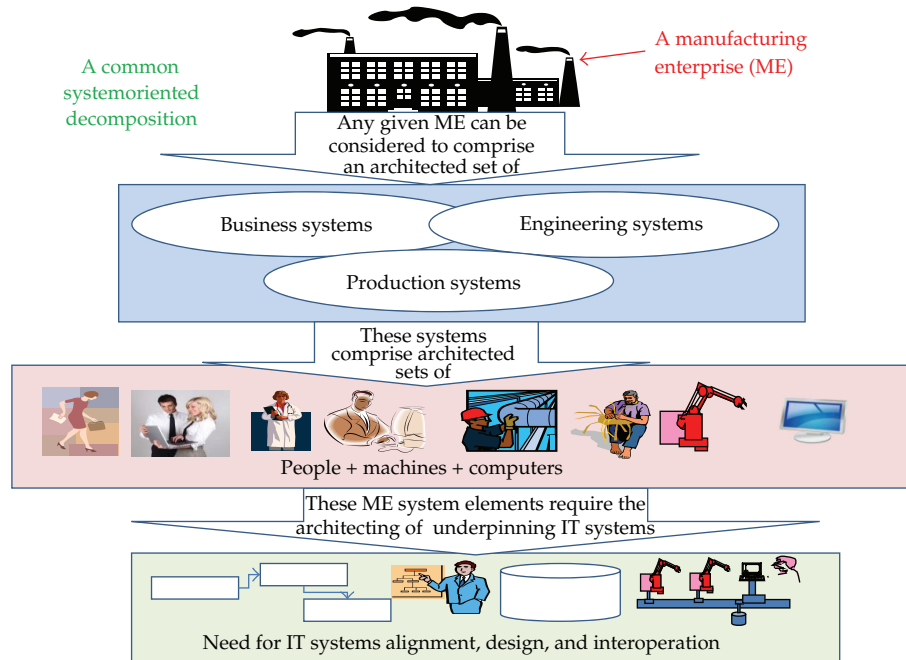 A common
systemoriented
decomposition
A manufacturing
enterprise (ME)
Any given ME can be
considered to comprise
an architected set of
Business systems
Engineering systems
Production systems
These systems
comprise architected
sets of
People + machines + computers
These ME system elements require the
architecting of underpinning IT systems
Need for IT systems alignment, design, and interoperation